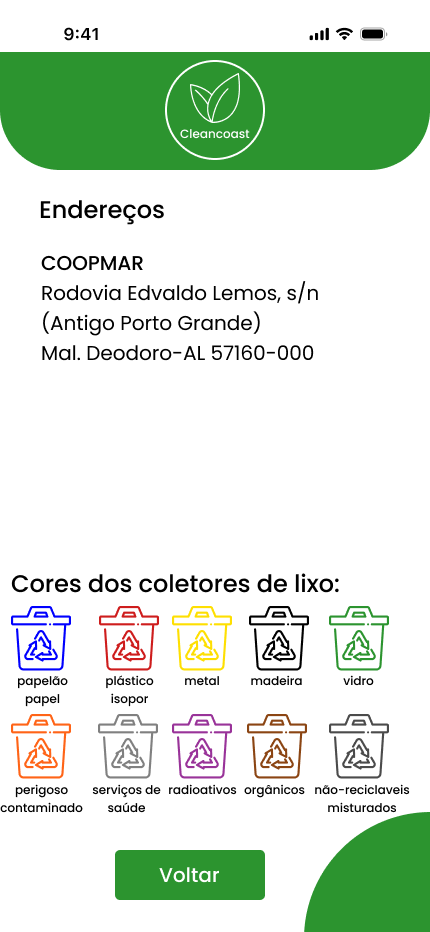 9:41
Cleancoast
Endereços
COOPMAR
Rodovia Edvaldo Lemos, s/n
(Antigo Porto Grande)
Mal. Deodoro-AL 57160-000
Cores dos coletores de lixo:
papelão papel
plástico isopor
metal
madeira
vidro
perigoso contaminado
serviços de saúde
radioativos
orgânicos
não-reciclaveis misturados
Voltar